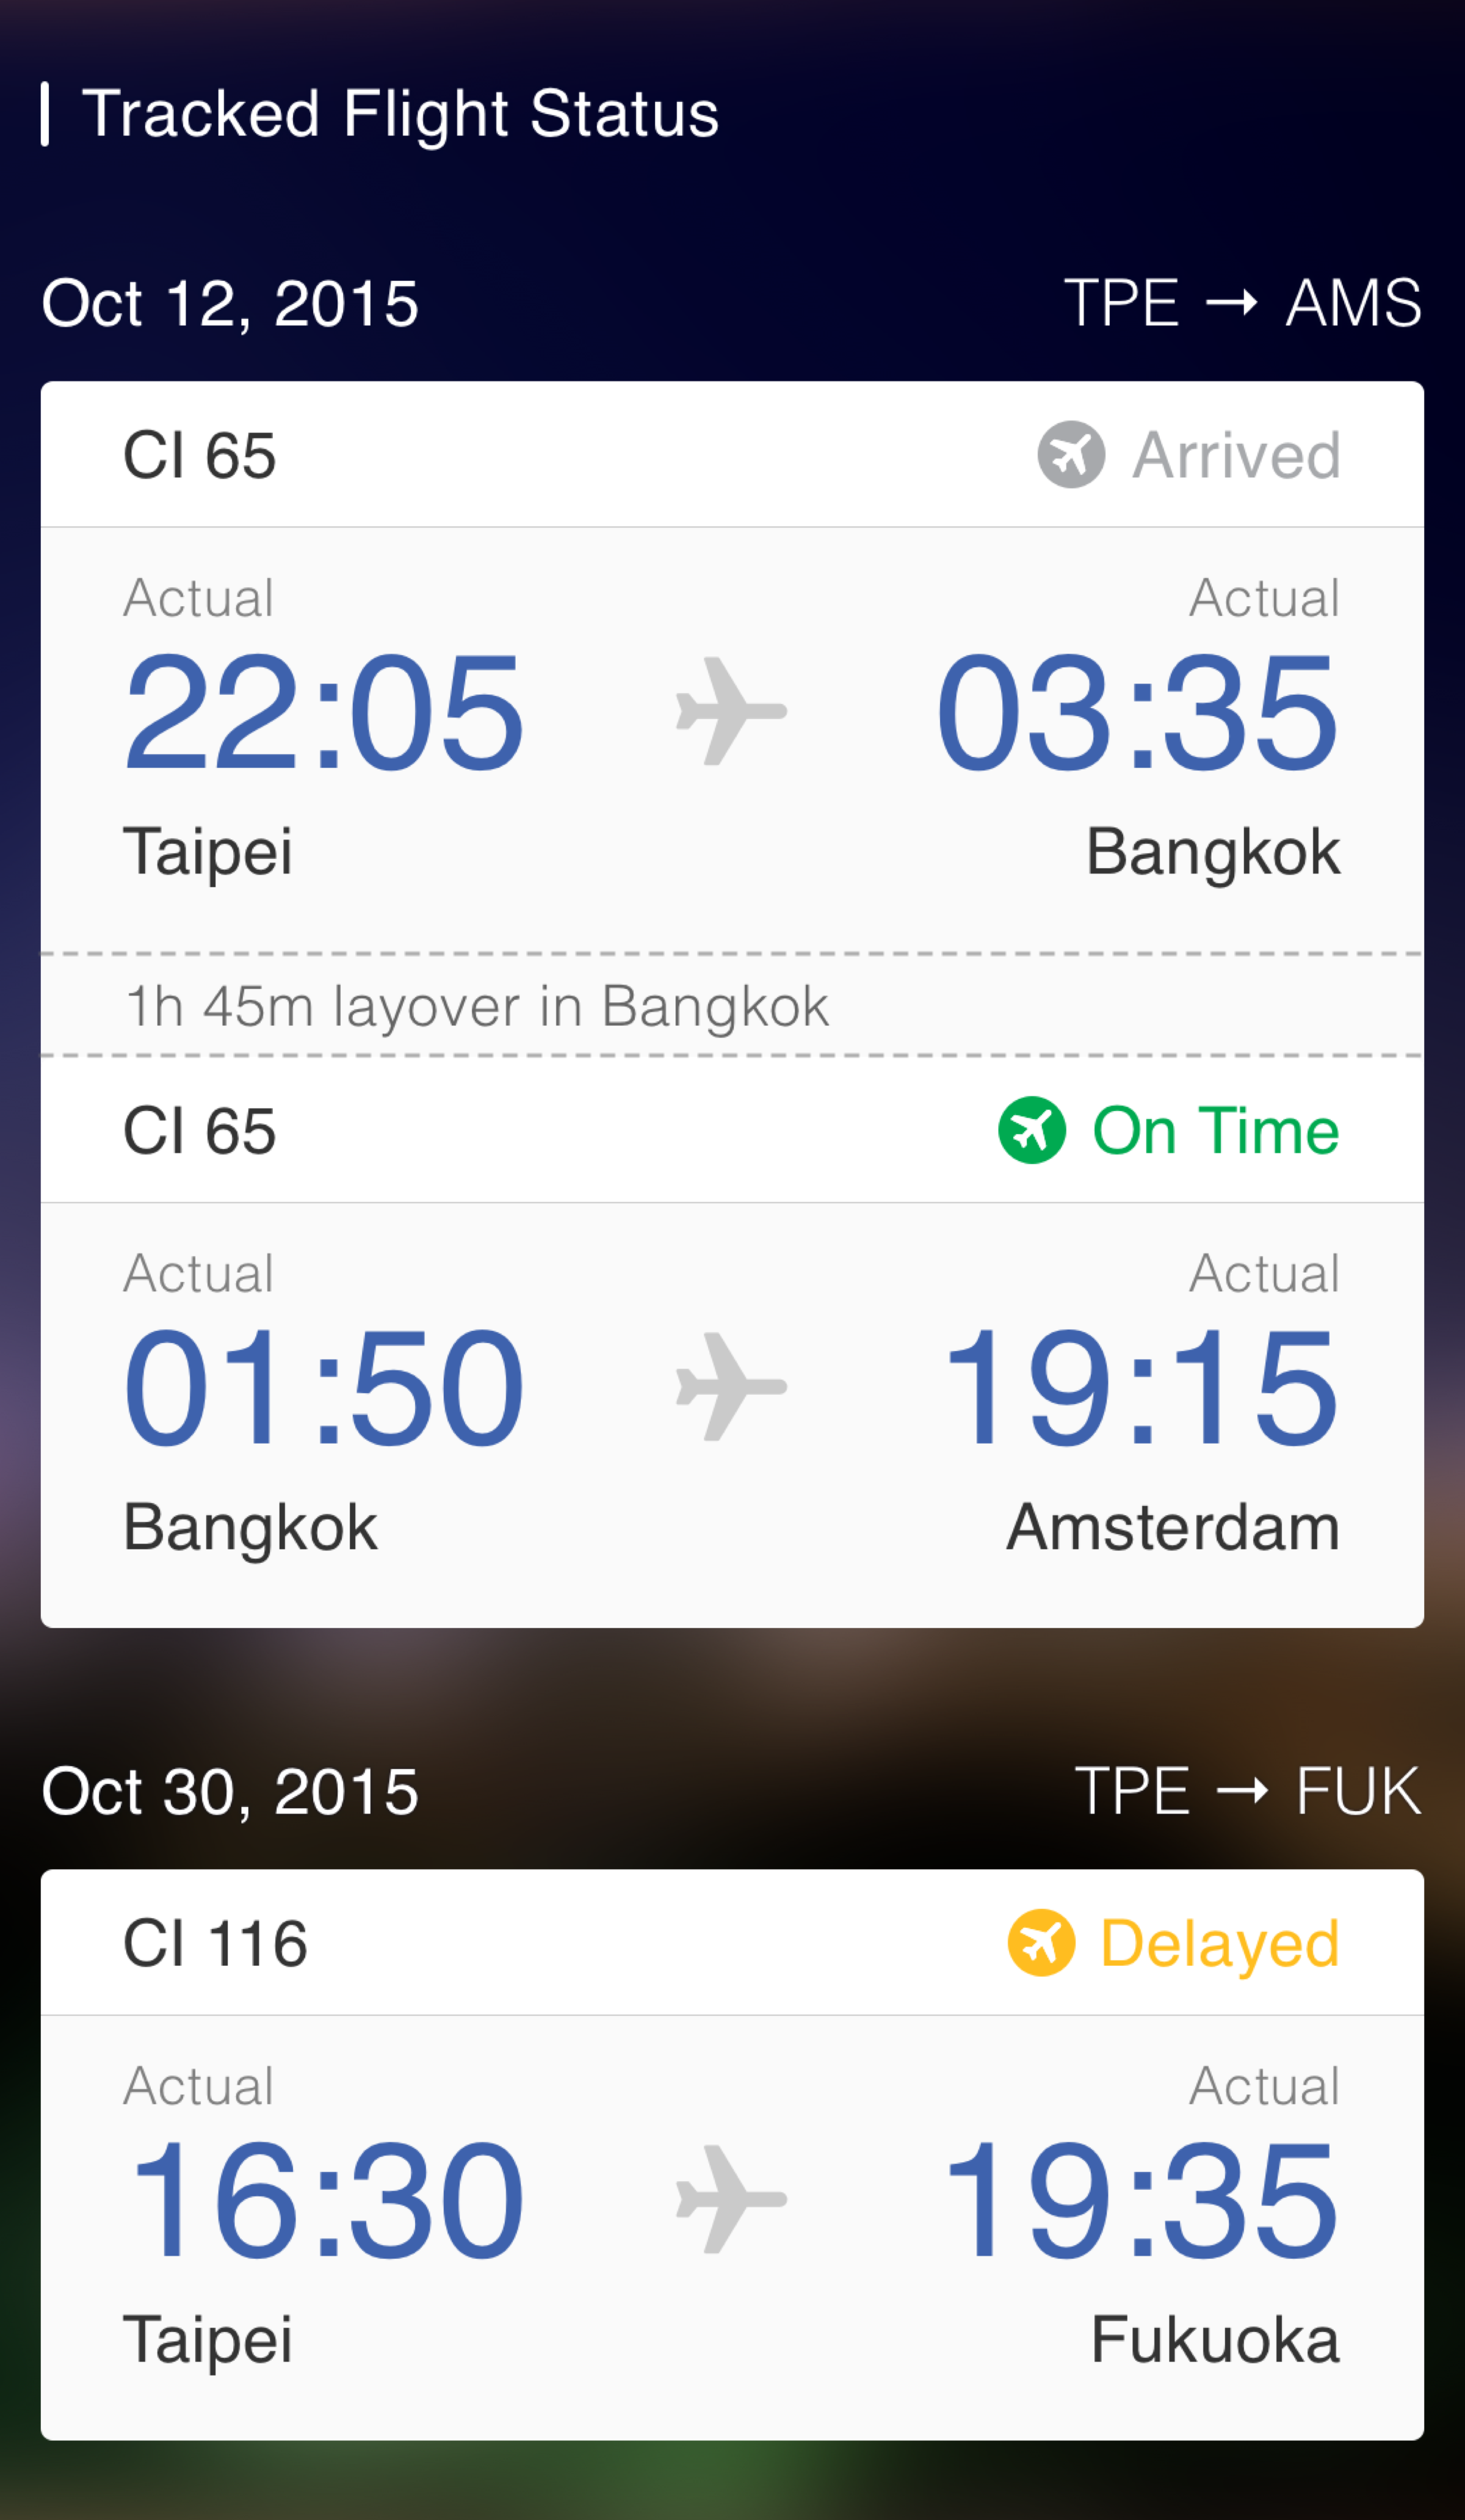 Tracked Flight Status
Oct 12, 2015 TPE → AMS
CI 65 Arrived
Actual Actual
22:05 03:35
Taipei Bangkok
1h 45m layover in Bangkok
CI 65 On Time
Actual Actual
01:50 19:15
Bangkok Amsterdam
Oct 30, 2015 TPE → FUK
CI 116 Delayed
Actual Actual
16:30 19:35
Taipei Fukuoka